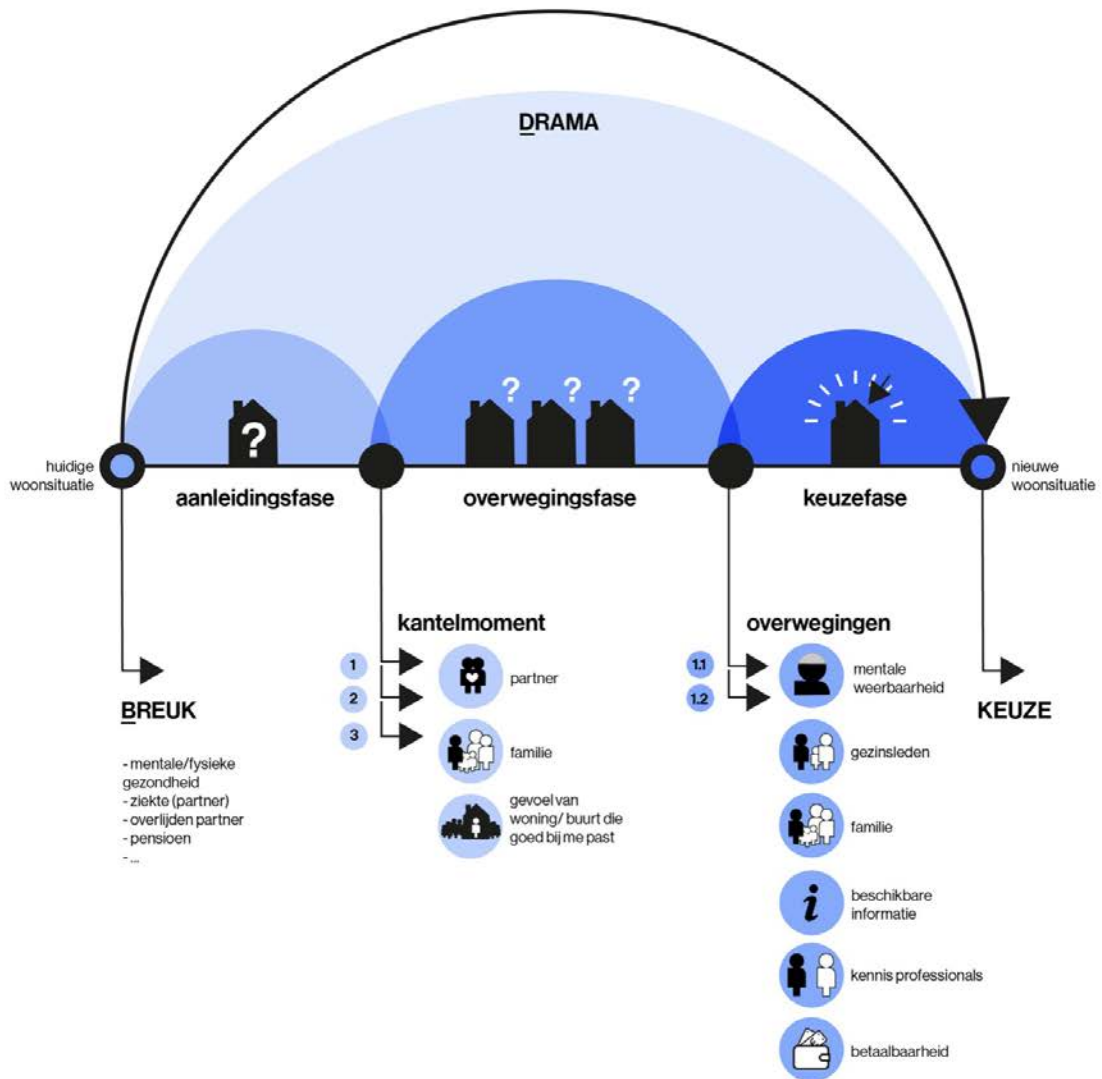 DRAMA
?
?
?
?
huidige
woonsituatie
nieuwe
woonsituatie
aanleidingsfase
overwegingsfase
keuzefase
BREUK
- mentale/fysieke
gezondheid
- ziekte (partner)
- overlijden partner
- pensioen
- ...
kantelmoment
1
2
3
partner
familie
gevoel van
woning/ buurt die
goed bij me past
overwegingen
1.1
1.2
mentale
weerbaarheid
gezinsleden
familie
i
beschikbare
informatie
kennis professionals
betaalbaarheid
KEUZE